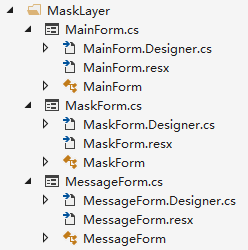 MaskLayer
MainForm.cs
MainForm.Designer.cs
MainForm.resx
MainForm
MaskForm.cs
MaskForm.Designer.cs
MaskForm.resx
MaskForm
MessageForm.cs
MessageForm.Designer.cs
MessageForm.resx
MessageForm